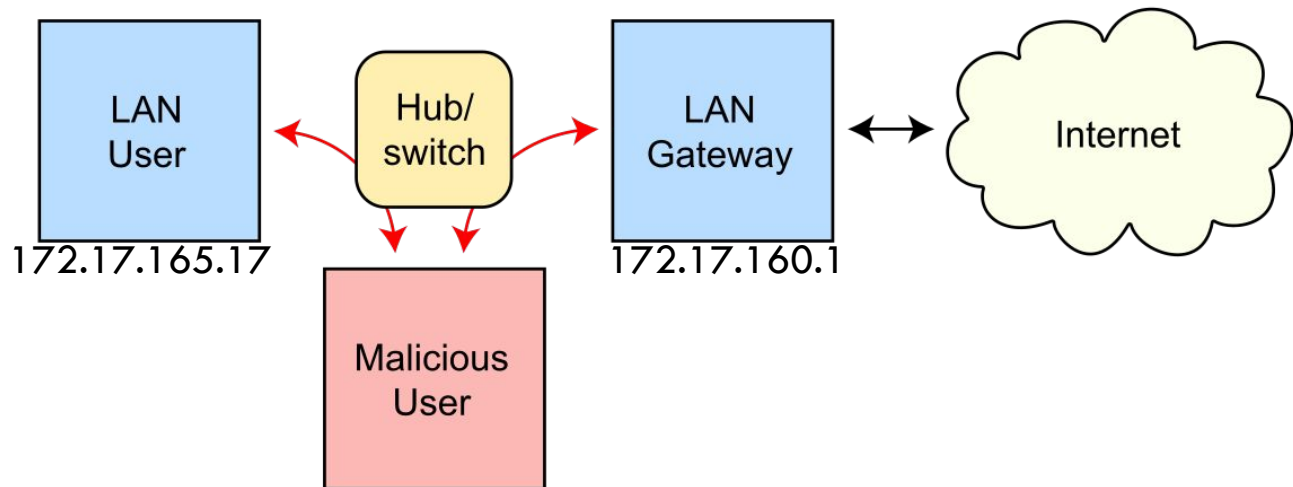 LAN
User
Hub/
switch
LAN
Gateway
Internet
172.17.165.17
172.17.160.1
Malicious
User